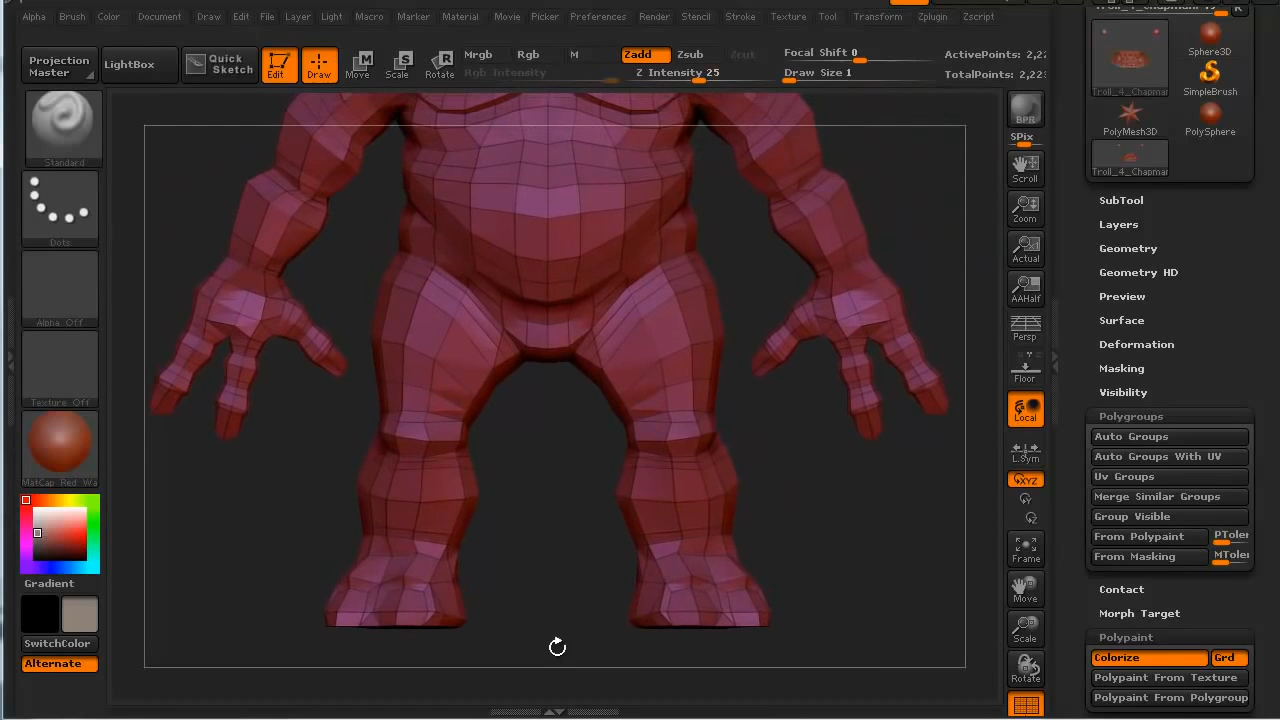 Alpha Brush Color Document Draw Edit File Layer Light Macro Marker Material Movie Picker Preferences Render Stencil Stroke Texture Tool Transform Zplugin Zscript
Projection Master
LightBox
Quick Sketch
Edit
Draw
Move
Scale
Rotate
Mrgb Rgb M
Rgb Intensity
Zadd Zsub Zcut
Z Intensity 25
Focal Shift 0
Draw Size 1
ActivePoints: 2,22
TotalPoints: 2,22
Standard
Dots
Alpha Off
Texture Off
MatCap Red Wa
Gradient
SwitchColor
Alternate
BPR
SPix
Scroll
Zoom
Actual
AAHalf
Persp
Floor
Local
L.Sym
XYZ
Frame
Move
Scale
Rotate
R
Troll_4_Chapmar
Sphere3D
SimpleBrush
PolyMesh3D
PolySphere
Troll_4_Chapmar
SubTool
Layers
Geometry
Geometry HD
Preview
Surface
Deformation
Masking
Visibility
Polygroups
Auto Groups
Auto Groups With UV
Uv Groups
Merge Similar Groups
Group Visible
From Polypaint PToler
From Masking MToler
Contact
Morph Target
Polypaint
Colorize Grd
Polypaint From Texture
Polypaint From Polygroup